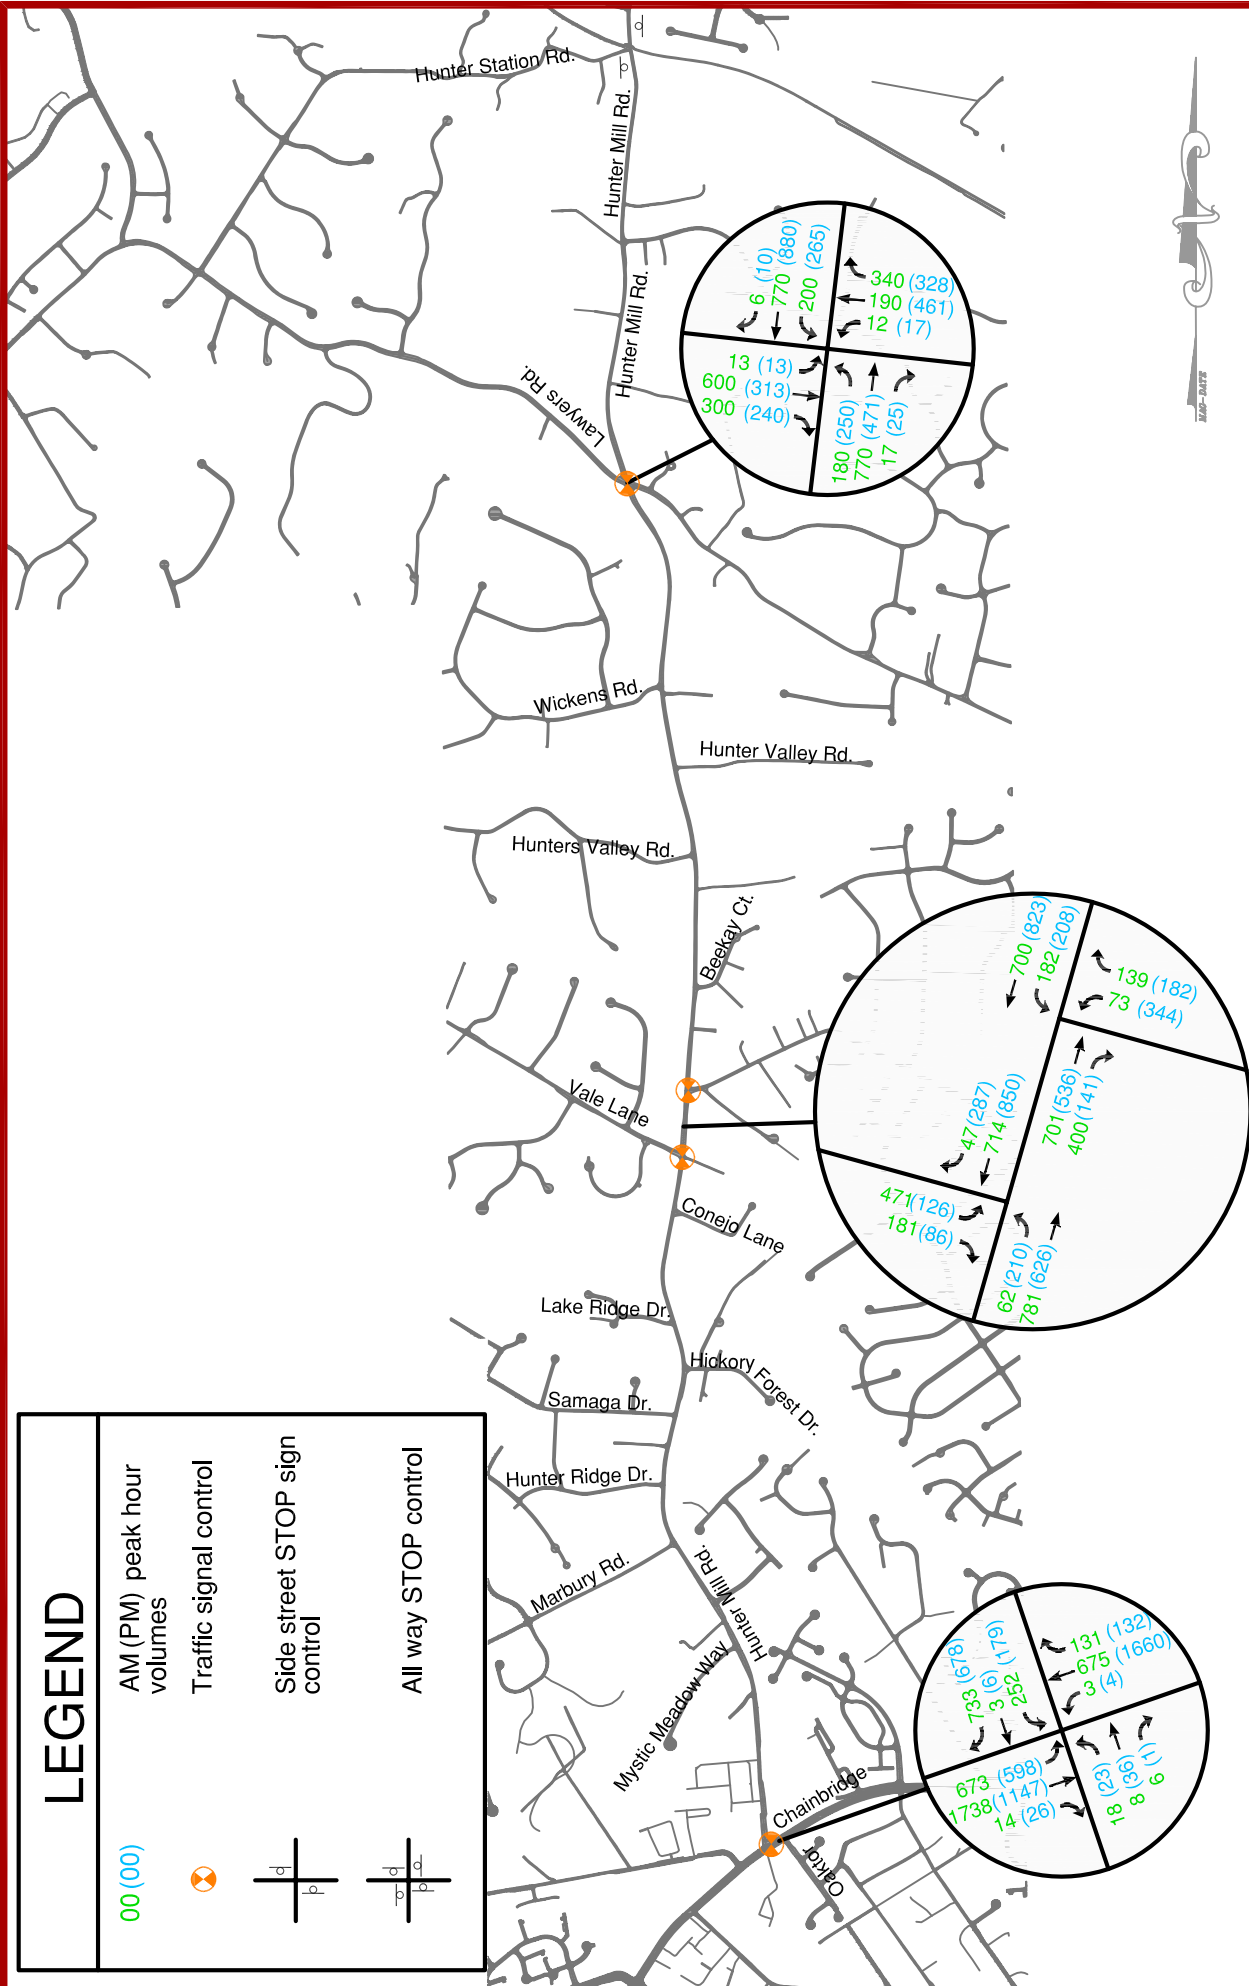 Hunter Station Rd.
Hunter Mill Rd.
Hunter Mill Rd.
Lawyers Rd.
6 (10)
770 (880)
200 (265)
340 (328)
190 (461)
12 (17)
13 (13)
600 (313)
300 (240)
180 (250)
770 (471)
17 (25)
MAG-DATE
Wickens Rd.
Hunter Valley Rd.
Hunters Valley Rd.
Beekay Ct.
Vale Lane
Conejo Lane
700 (823)
182 (208)
139 (182)
73 (344)
47 (287)
714 (850)
701 (536)
400 (141)
471 (126)
181 (86)
62 (210)
781 (626)
Lake Ridge Dr.
Hickory Forest Dr.
Samaga Dr.
Hunter Ridge Dr.
Marbury Rd.
Hunter Mill Rd.
Mystic Meadow Way
Chainbridge
Oakton
733 (678)
3 (6)
252 (179)
131 (132)
675 (1660)
3 (4)
673 (598)
1738 (1147)
14 (26)
18 (23)
8 (36)
6 (1)
LEGEND
00 (00)
AM (PM) peak hour
volumes
Traffic signal control
Side street STOP sign
control
All way STOP control